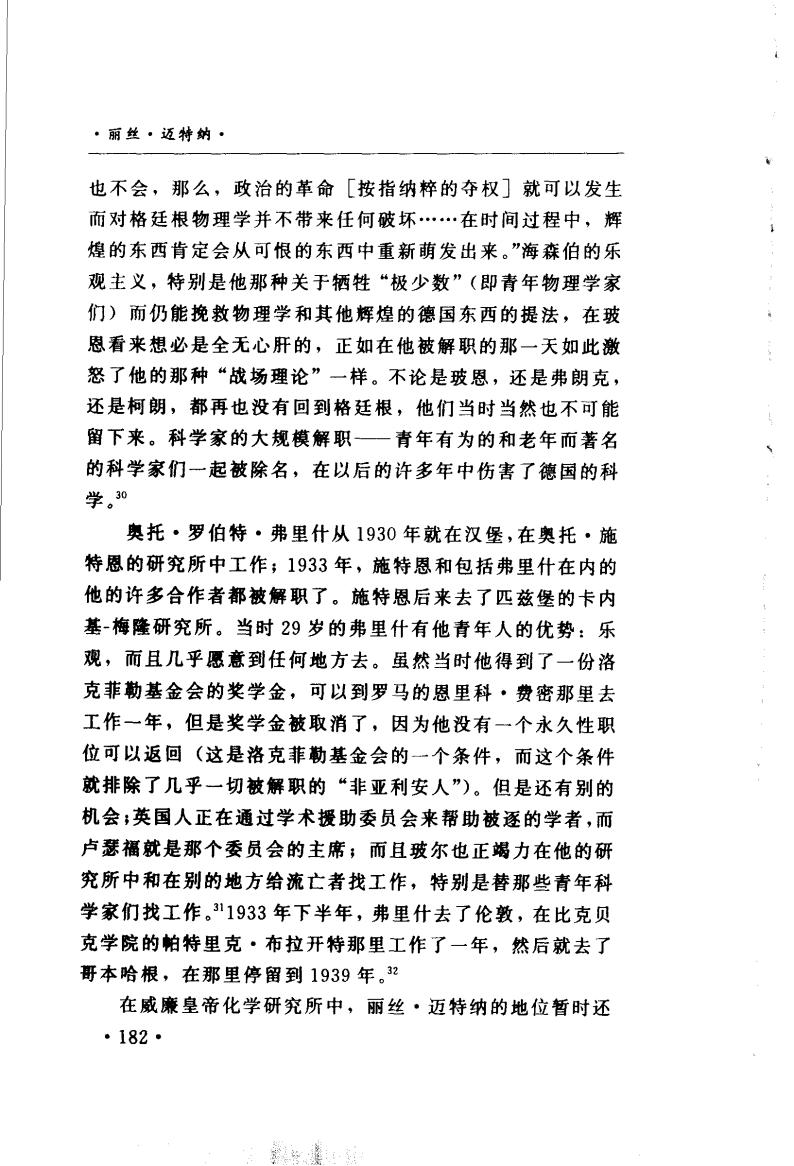 ·丽丝·迈特纳·
也不会，那么，政治的革命［按指纳粹的夺权］就可以发生
而对格廷根物理学并不带来任何破坏……在时间过程中，辉
煌的东西肯定会从可恨的东西中重新萌发出来。”海森伯的乐
观主义，特别是他那种关于牺牲“极少数”（即青年物理学家
们）而仍能挽救物理学和其他辉煌的德国东西的提法，在玻
恩看来想必是全无心肝的，正如在他被解职的那一天如此激
怒了他的那种“战场理论”一样。不论是玻恩，还是弗朗克，
还是柯朗，都再也没有回到格廷根，他们当时当然也不可能
留下来。科学家的大规模解职——青年有为的和老年而著名
的科学家们一起被除名，在以后的许多年中伤害了德国的科
学。³⁰
奥托·罗伯特·弗里什从1930年就在汉堡，在奥托·施
特恩的研究所中工作；1933年，施特恩和包括弗里什在内的
他的许多合作者都被解职了。施特恩后来去了匹兹堡的卡内
基-梅隆研究所。当时29岁的弗里什有他青年人的优势：乐
观，而且几乎愿意到任何地方去。虽然当时他得到了一份洛
克菲勒基金会的奖学金，可以到罗马的恩里科·费密那里去
工作一年，但是奖学金被取消了，因为他没有一个永久性职
位可以返回（这是洛克菲勒基金会的一个条件，而这个条件
就排除了几乎一切被解职的“非亚利安人”）。但是还有别的
机会；英国人正在通过学术援助委员会来帮助被逐的学者，而
卢瑟福就是那个委员会的主席；而且玻尔也正竭力在他的研
究所中和在别的地方给流亡者找工作，特别是替那些青年科
学家们找工作。³¹1933年下半年，弗里什去了伦敦，在比克贝
克学院的帕特里克·布拉开特那里工作了一年，然后就去了
哥本哈根，在那里停留到1939年。³²
在威廉皇帝化学研究所中，丽丝·迈特纳的地位暂时还
·182·